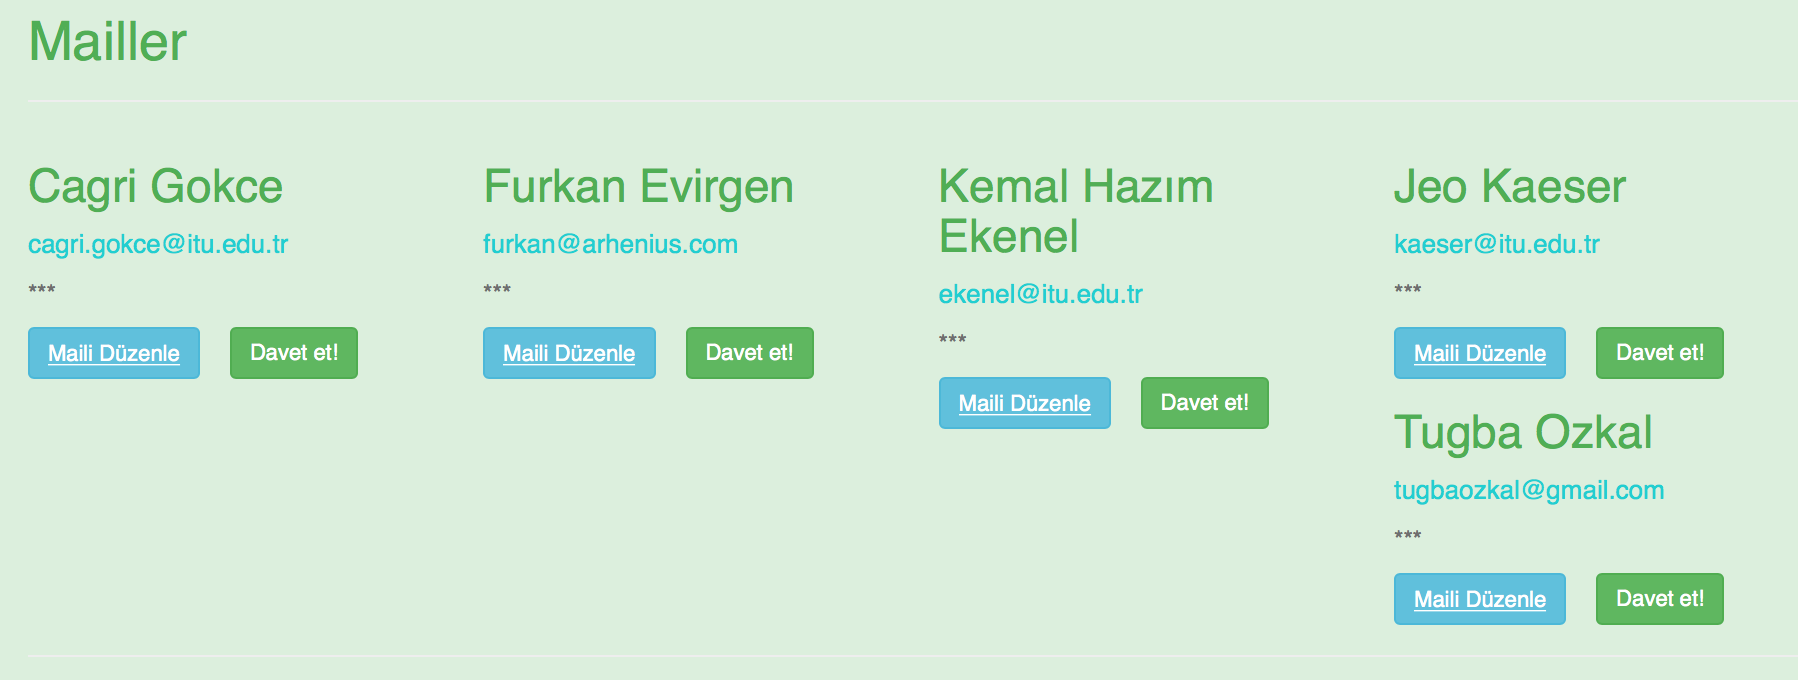 Mailler
Cagri Gokce
cagri.gokce@itu.edu.tr
***
Maili Düzenle
Davet et!
Furkan Evirgen
furkan@arhenius.com
***
Maili Düzenle
Davet et!
Kemal Hazım
Ekenel
ekenel@itu.edu.tr
***
Maili Düzenle
Davet et!
Jeo Kaeser
kaeser@itu.edu.tr
***
Maili Düzenle
Davet et!
Tugba Ozkal
tugbaozkal@gmail.com
***
Maili Düzenle
Davet et!